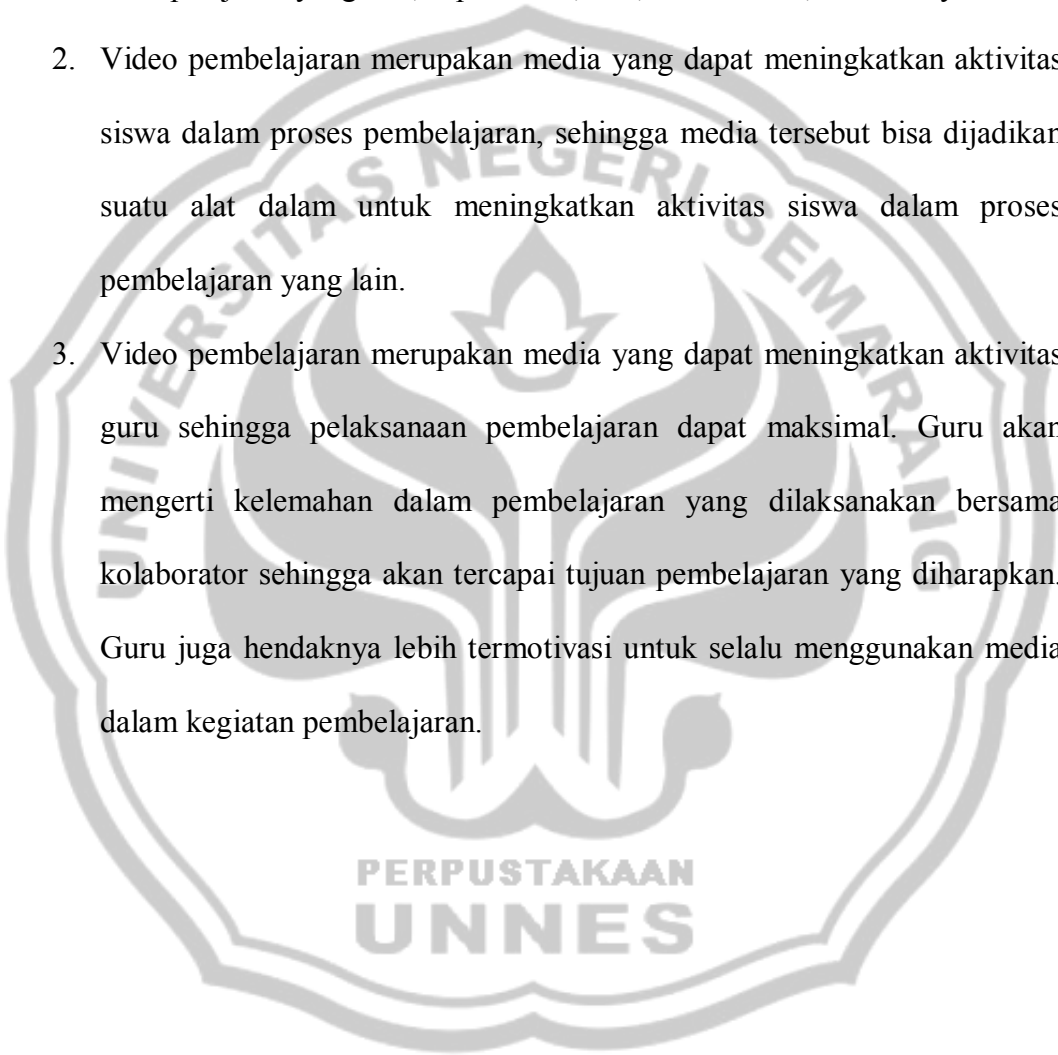 2. Video pembelajaran merupakan media yang dapat meningkatkan aktivitas
siswa dalam proses pembelajaran, sehingga media tersebut bisa dijadikan
suatu alat dalam untuk meningkatkan aktivitas siswa dalam proses
pembelajaran yang lain.
3. Video pembelajaran merupakan media yang dapat meningkatkan aktivitas
guru sehingga pelaksanaan pembelajaran dapat maksimal. Guru akan
mengerti kelemahan dalam pembelajaran yang dilaksanakan bersama
kolaborator sehingga akan tercapai tujuan pembelajaran yang diharapkan.
Guru juga hendaknya lebih termotivasi untuk selalu menggunakan media
dalam kegiatan pembelajaran.
UNIVERSITAS NEGERI SEMARANG
PERPUSTAKAAN
UNNES